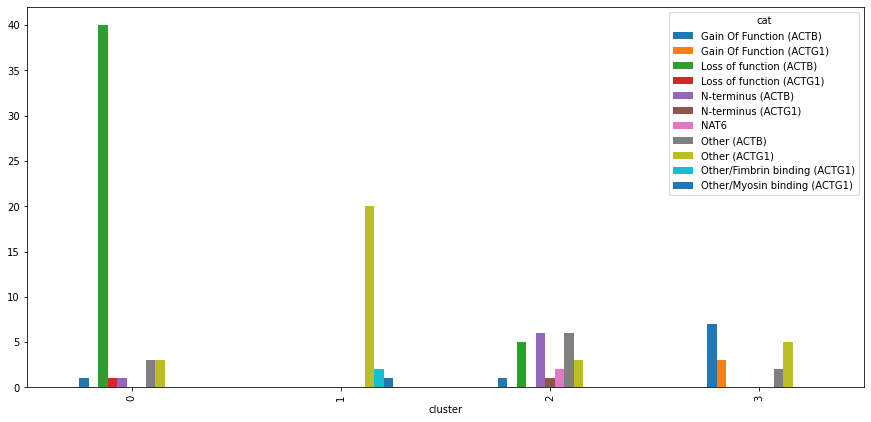 cat
Gain Of Function (ACTB)
Gain Of Function (ACTG1)
Loss of function (ACTB)
Loss of function (ACTG1)
N-terminus (ACTB)
N-terminus (ACTG1)
NAT6
Other (ACTB)
Other (ACTG1)
Other/Fimbrin binding (ACTG1)
Other/Myosin binding (ACTG1)
40
35
30
25
20
15
10
5
0
0 1 2 3
cluster